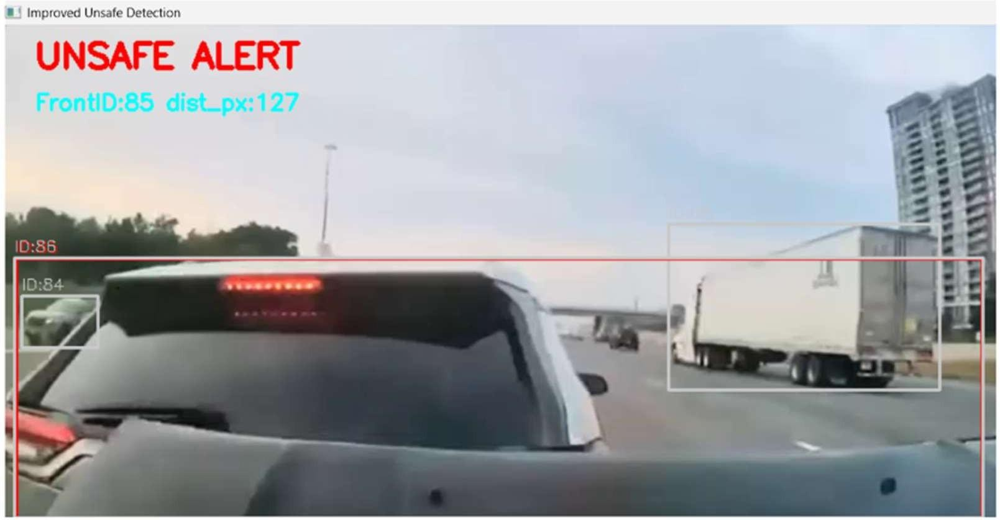 Improved Unsafe Detection
UNSAFE ALERT
FrontID:85 dist_px:127
ID:86
ID:84